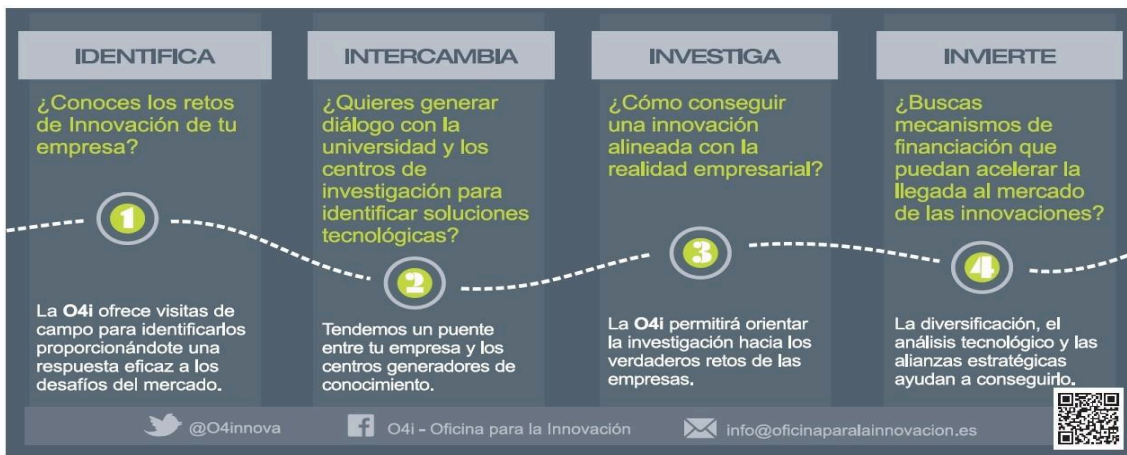 IDENTIFICA
¿Conoces los retos
de Innovación de tu
empresa?
1
La O4i ofrece visitas de
campo para identificarlos
proporcionándote una
respuesta eficaz a los
desafíos del mercado.
INTERCAMBIA
¿Quieres generar
diálogo con la
universidad y los
centros de
investigación para
identificar soluciones
tecnológicas?
2
Tendemos un puente
entre tu empresa y los
centros generadores de
conocimiento.
INVESTIGA
¿Cómo conseguir
una innovación
alineada con la
realidad empresarial?
3
La O4i permitirá orientar
la investigación hacia los
verdaderos retos de las
empresas.
INVIERTE
¿Buscas
mecanismos de
financiación que
puedan acelerar la
llegada al mercado
de las innovaciones?
4
La diversificación, el
análisis tecnológico y las
alianzas estratégicas
ayudan a conseguirlo.
@O4innova
O4i - Oficina para la Innovación
info@oficinaparalainnovacion.es